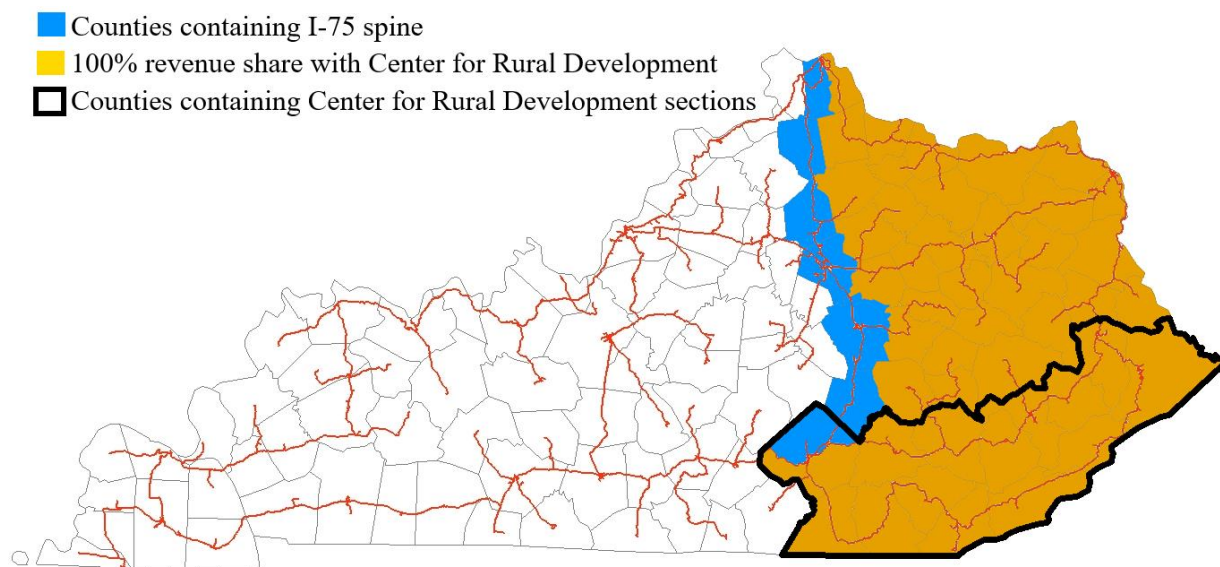 Counties containing I-75 spine
100% revenue share with Center for Rural Development
Counties containing Center for Rural Development sections